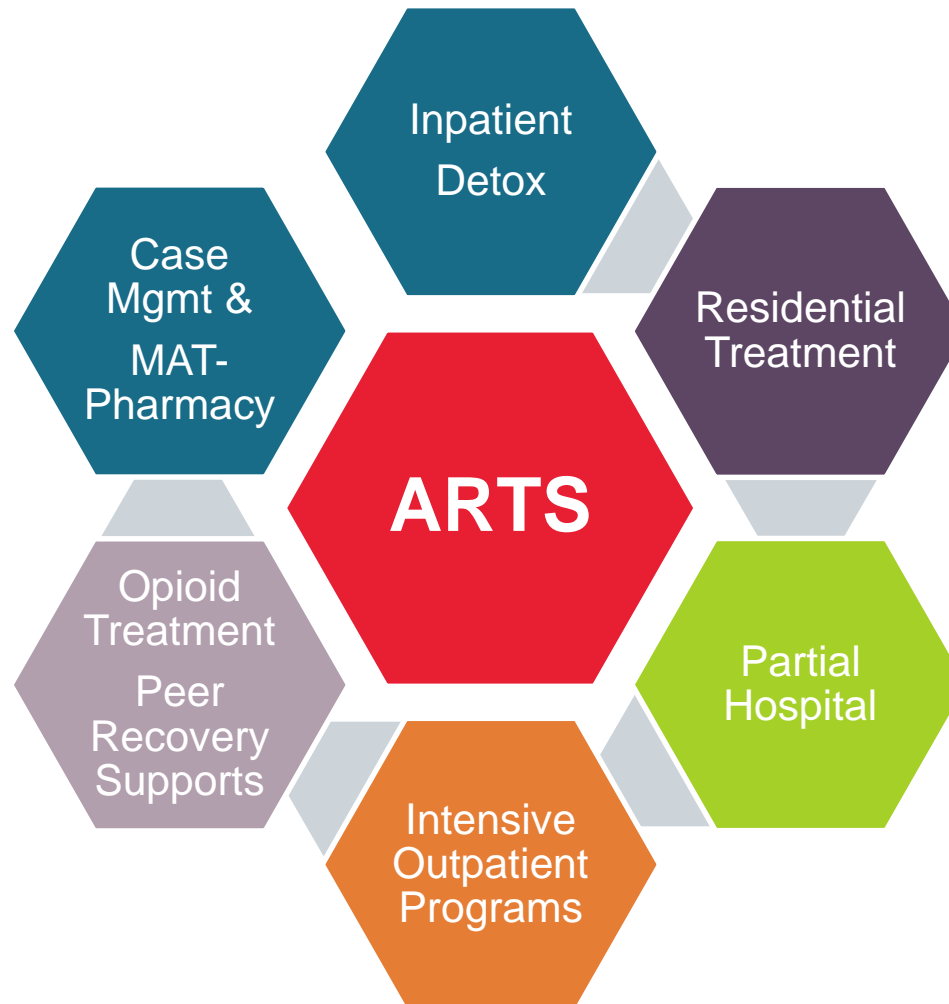 Inpatient
Detox
Residential
Treatment
Partial
Hospital
Intensive
Outpatient
Programs
Opioid
Treatment
Peer
Recovery
Supports
Case
Mgmt &
MAT-
Pharmacy
ARTS